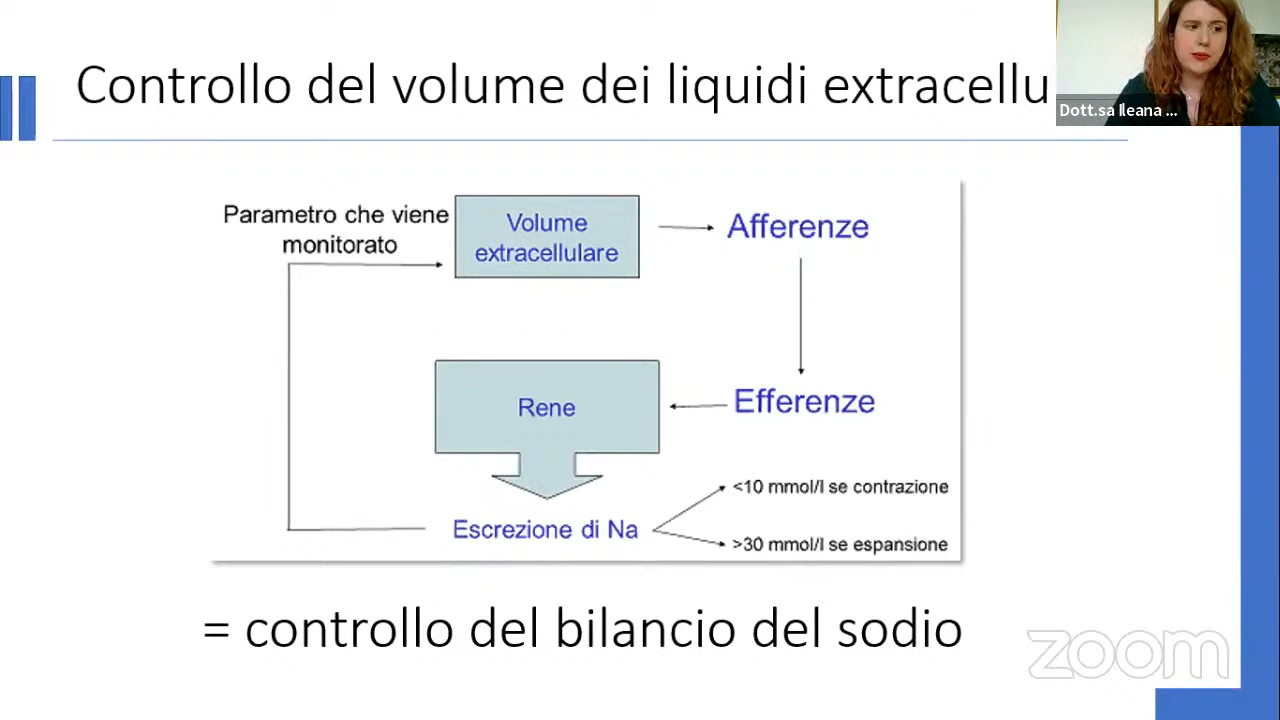 Controllo del volume dei liquidi extracellu
Dott.sa Ileana ...
Parametro che viene
monitorato
Volume
extracellulare
Afferenze
Rene
Efferenze
Escrezione di Na
<10 mmol/l se contrazione
>30 mmol/l se espansione
= controllo del bilancio del sodio
zoom